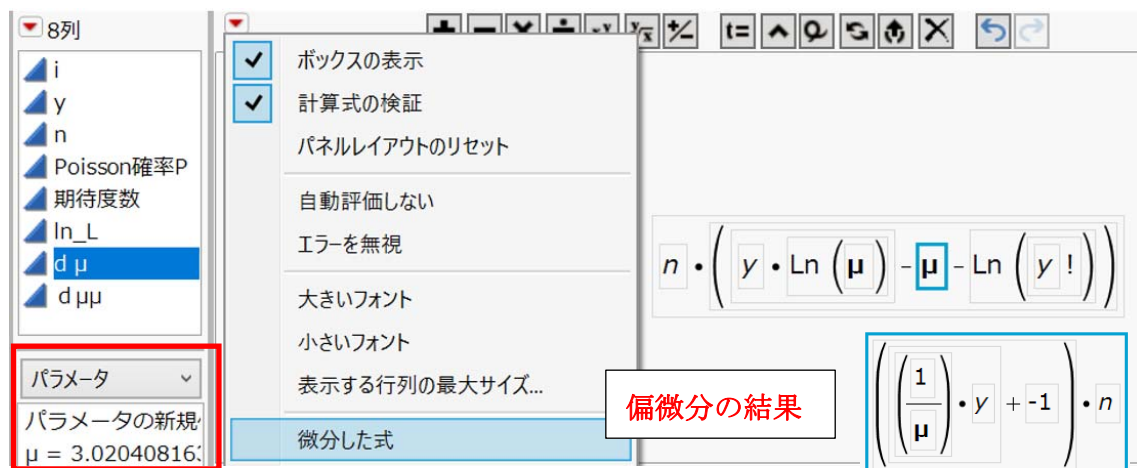 8列
i
y
n
Poisson確率P
期待度数
ln_L
d μ
d μμ
パラメータ
パラメータの新規
μ = 3.02040816
t=
ボックスの表示
計算式の検証
パネルレイアウトのリセット
自動評価しない
エラーを無視
大きいフォント
小さいフォント
表示する行列の最大サイズ...
微分した式
n • ( y • Ln ( μ ) - μ - Ln ( y ! ) )
偏微分の結果
( ( 1 / μ ) • y + -1 ) • n